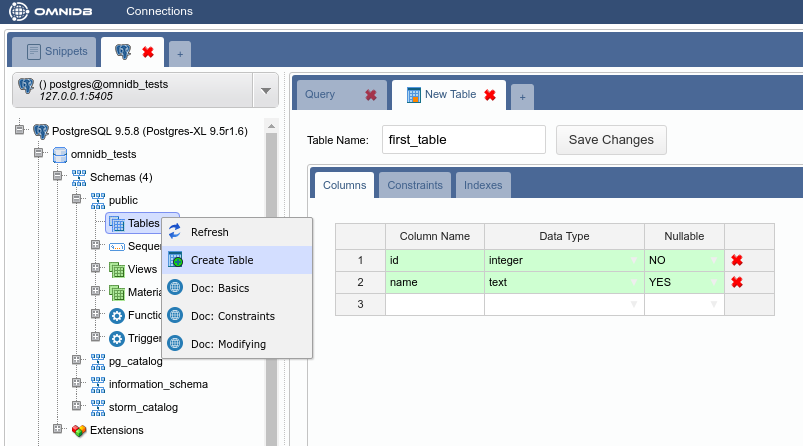 OMNIDB Connections
Snippets
+
() postgres@omnidb_tests
127.0.0.1:5405
PostgreSQL 9.5.8 (Postgres-XL 9.5r1.6)
omnidb_tests
Schemas (4)
public
Tables
Seque
Views
Materia
Functio
Trigger
pg_catalog
information_schema
storm_catalog
Extensions
Refresh
Create Table
Doc: Basics
Doc: Constraints
Doc: Modifying
Query New Table +
Table Name: first_table Save Changes
Columns Constraints Indexes
Column Name Data Type Nullable
1 id integer NO
2 name text YES
3